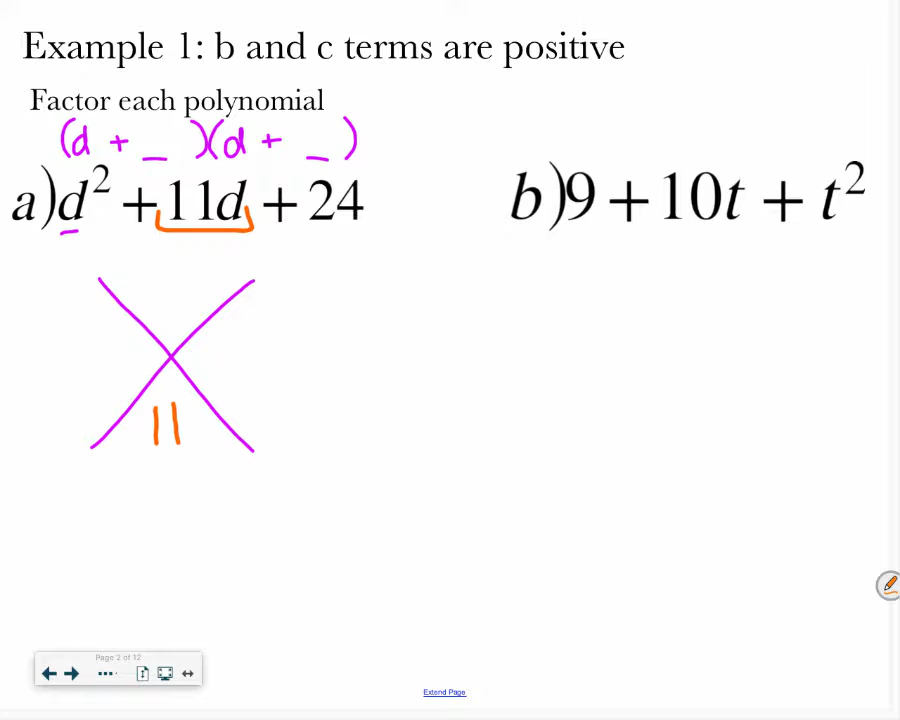 Example 1: b and c terms are positive
Factor each polynomial
(d + _ )(d + _ )
a)d² + 11d + 24
b)9 + 10t + t²
11
Page 2 of 12
Extend Page